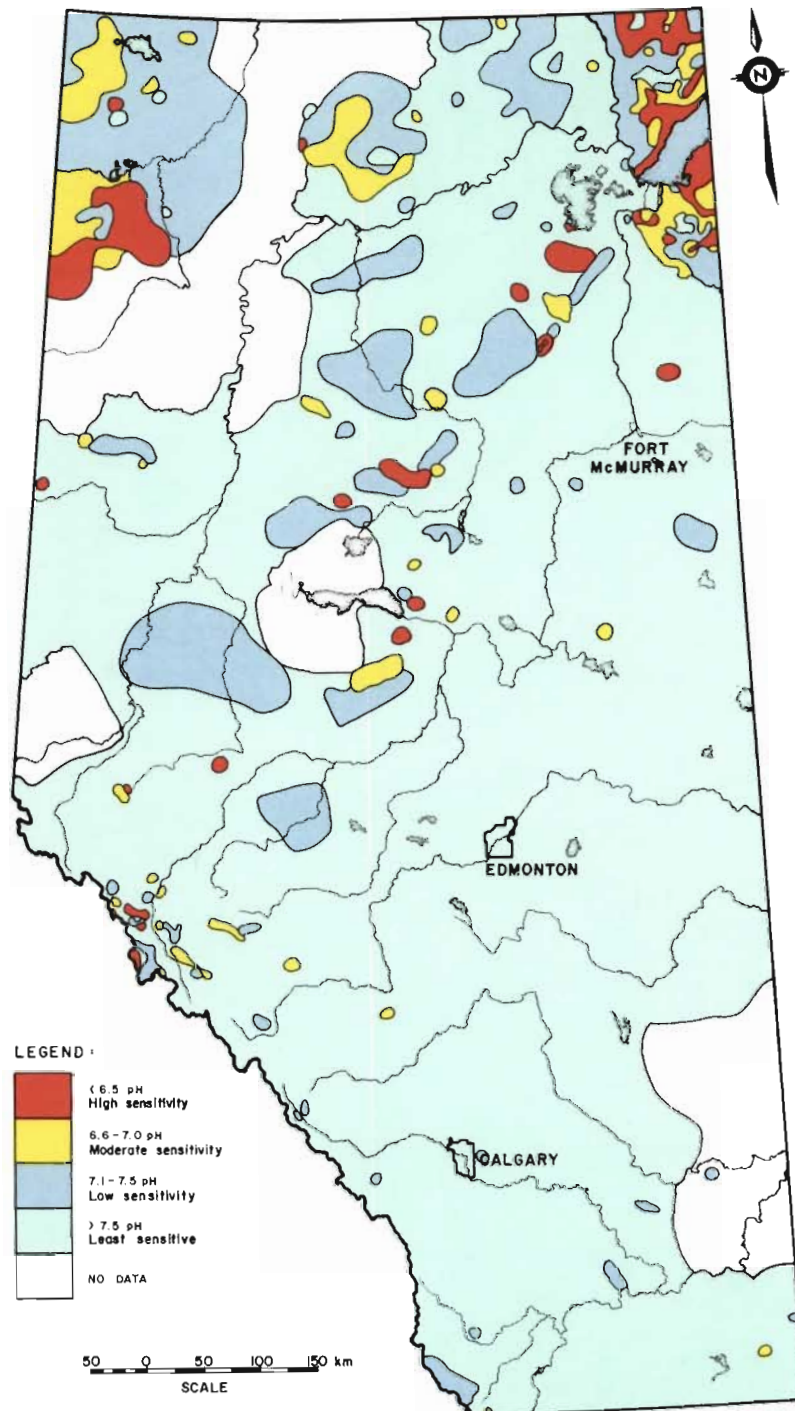 N
FORT
McMURRAY
EDMONTON
CALGARY
LEGEND :
< 6.5 pH
High sensitivity
6.6 - 7.0 pH
Moderate sensitivity
7.1 - 7.5 pH
Low sensitivity
> 7.5 pH
Least sensitive
NO DATA
50 0 50 100 150 km
SCALE